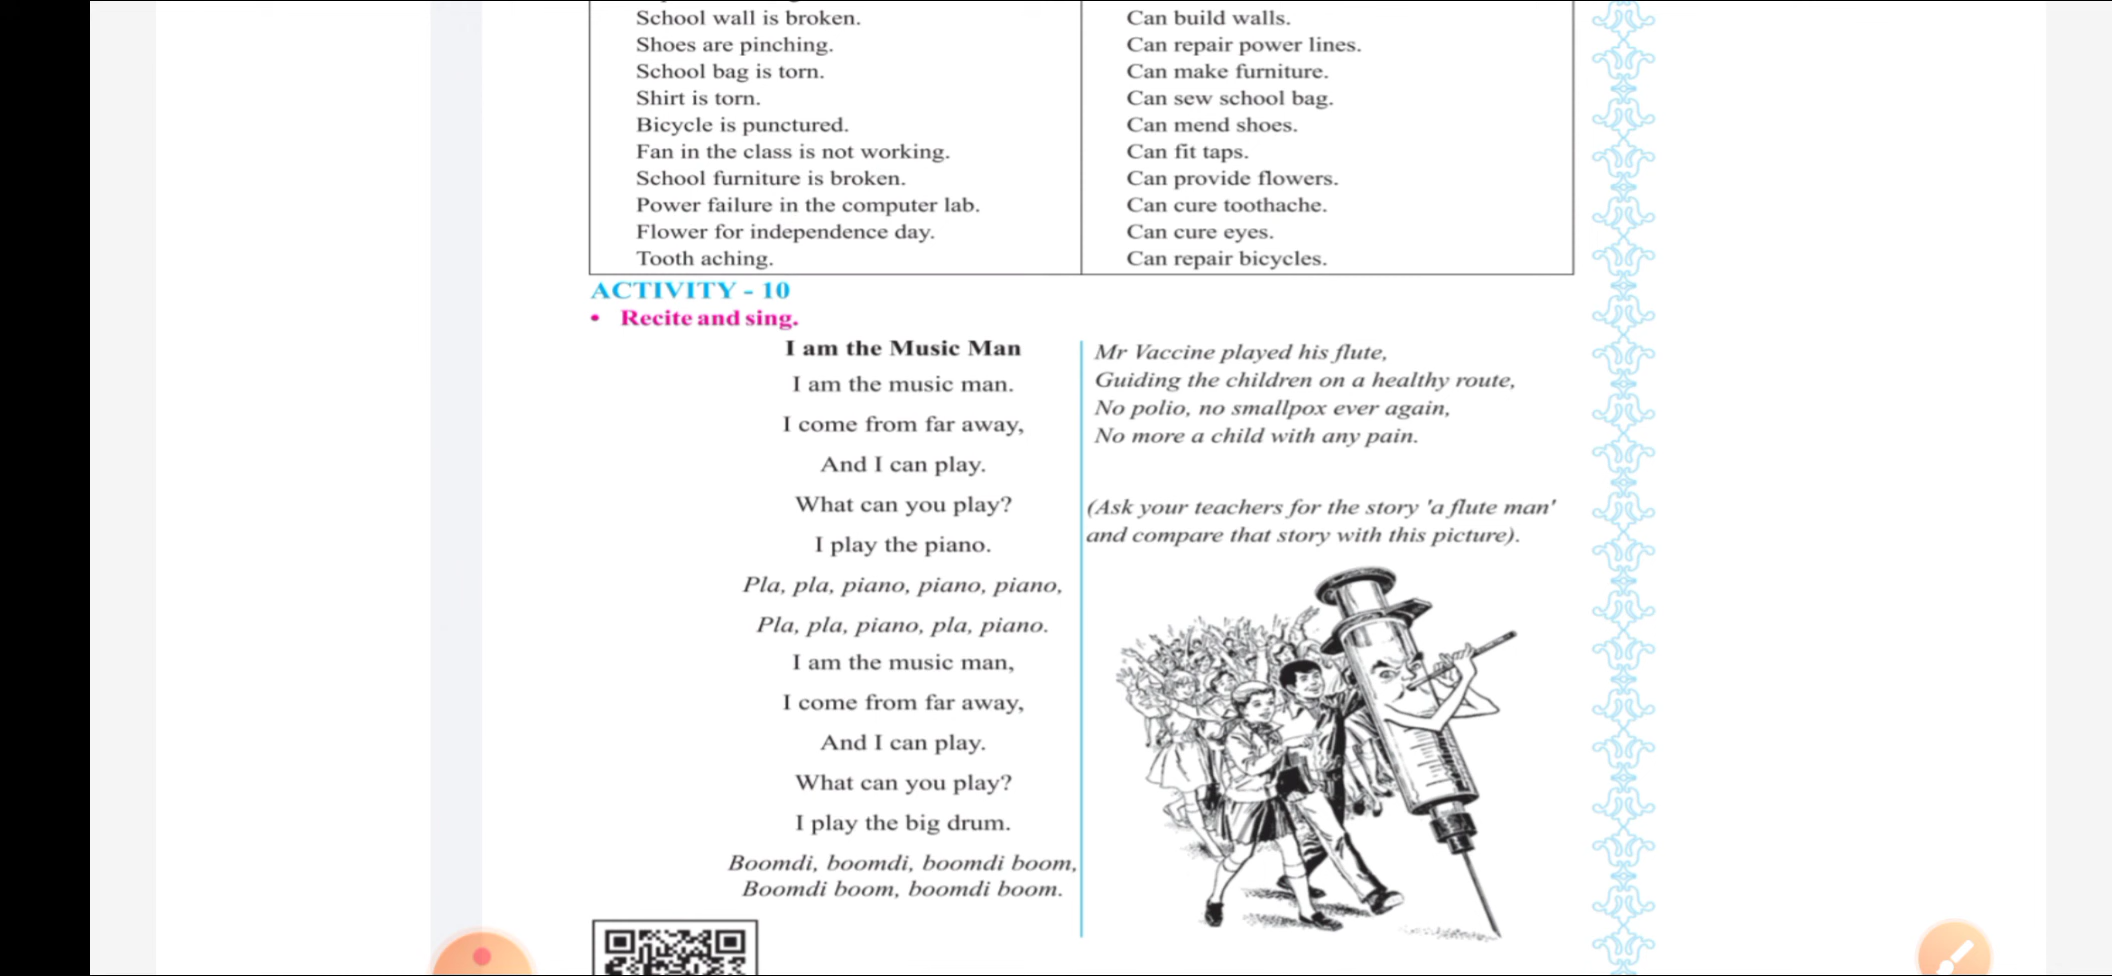 School wall is broken.
Shoes are pinching.
School bag is torn.
Shirt is torn.
Bicycle is punctured.
Fan in the class is not working.
School furniture is broken.
Power failure in the computer lab.
Flower for independence day.
Tooth aching.
Can build walls.
Can repair power lines.
Can make furniture.
Can sew school bag.
Can mend shoes.
Can fit taps.
Can provide flowers.
Can cure toothache.
Can cure eyes.
Can repair bicycles.
ACTIVITY - 10
• Recite and sing.
I am the Music Man
I am the music man.
I come from far away,
And I can play.
What can you play?
I play the piano.
Pla, pla, piano, piano, piano,
Pla, pla, piano, pla, piano.
I am the music man,
I come from far away,
And I can play.
What can you play?
I play the big drum.
Boomdi, boomdi, boomdi boom,
Boomdi boom, boomdi boom.
Mr Vaccine played his flute,
Guiding the children on a healthy route,
No polio, no smallpox ever again,
No more a child with any pain.
(Ask your teachers for the story 'a flute man'
and compare that story with this picture).